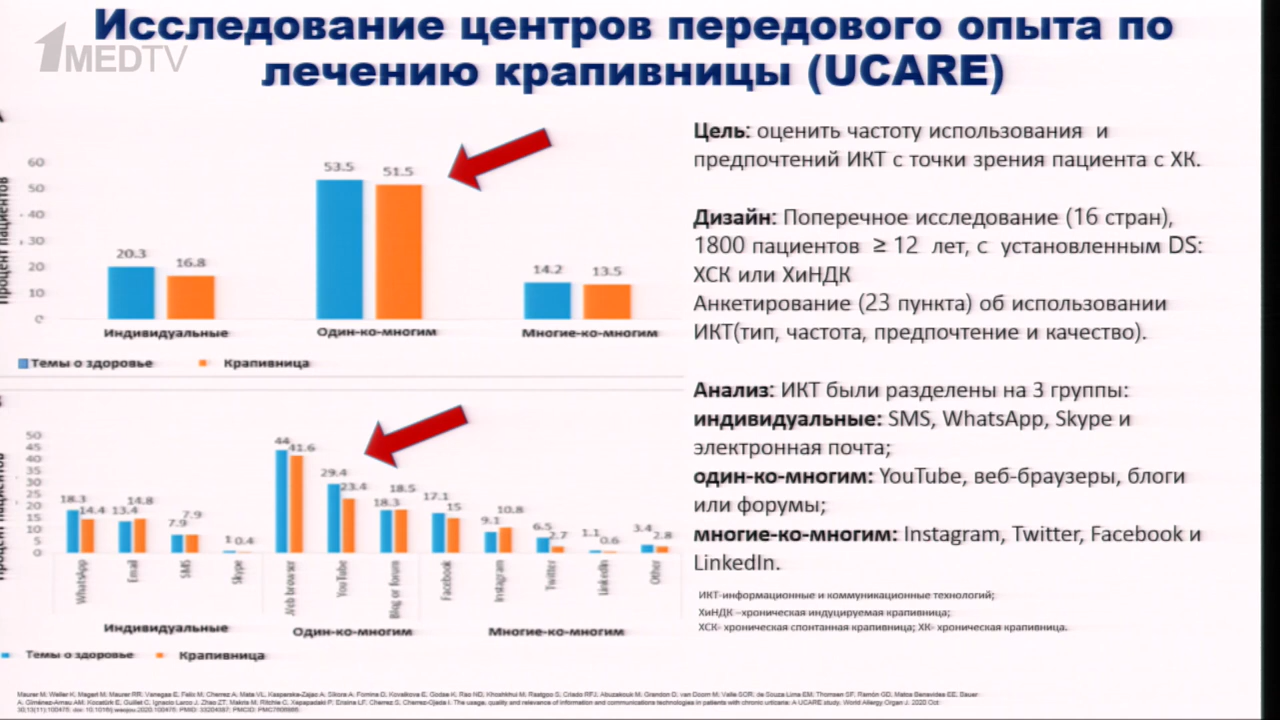 Исследование центров передового опыта по
лечению крапивницы (UCARE)
1MEDTV
60
50
40
30
20
10
0
20.3
16.8
53.5
51.5
14.2
13.5
Индивидуальные
Один-ко-многим
Многие-ко-многим
Темы о здоровье
Крапивница
50
45
40
35
30
25
20
15
10
5
0
18.3
14.4
13.4
14.8
7.9
7.9
1
0.4
44
41.6
29.4
23.4
18.3
18.5
17.1
15
9.1
10.8
6.5
2.7
1.1
0.6
3.4
2.8
WhatsApp
Email
SMS
Skype
Web browser
YouTube
Blog or forum
Facebook
Instagram
Twitter
LinkedIn
Other
Индивидуальные
Один-ко-многим
Многие-ко-многим
Темы о здоровье
Крапивница
Цель: оценить частоту использования и
предпочтений ИКТ с точки зрения пациента с ХК.
Дизайн: Поперечное исследование (16 стран),
1800 пациентов ≥ 12 лет, с установленным DS:
ХСК или ХиНДК
Анкетирование (23 пункта) об использовании
ИКТ(тип, частота, предпочтение и качество).
Анализ: ИКТ были разделены на 3 группы:
индивидуальные: SMS, WhatsApp, Skype и
электронная почта;
один-ко-многим: YouTube, веб-браузеры, блоги
или форумы;
многие-ко-многим: Instagram, Twitter, Facebook и
LinkedIn.
ИКТ-информационные и коммуникационные технологий;
ХиНДК –хроническая индуцируемая крапивница;
ХСК- хроническая спонтанная крапивница; ХК- хроническая крапивница.